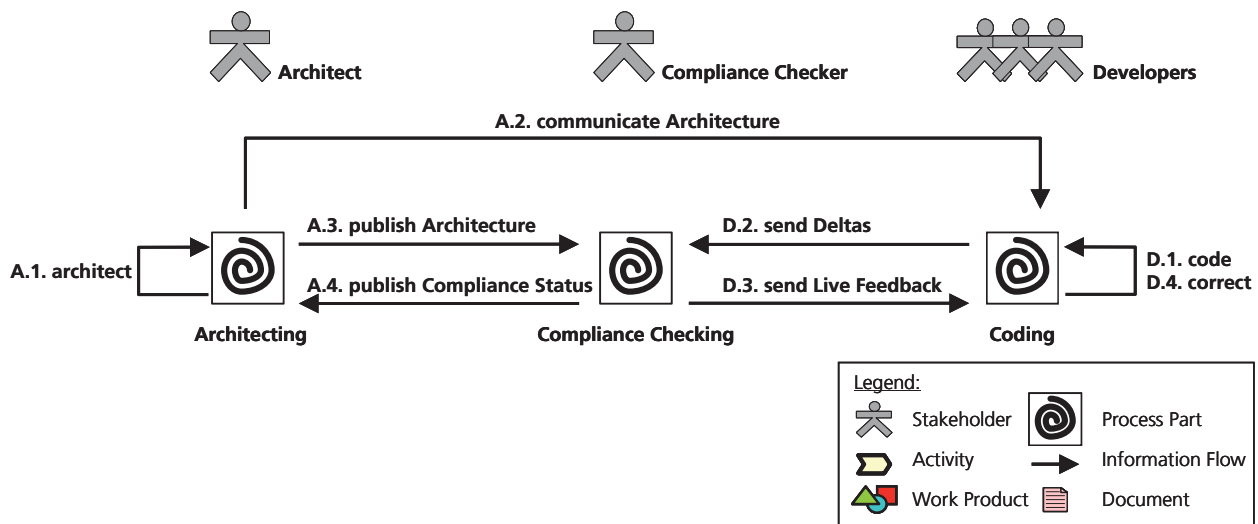 Architect
Compliance Checker
Developers
A.2. communicate Architecture
A.3. publish Architecture
D.2. send Deltas
A.1. architect
D.1. code
D.4. correct
A.4. publish Compliance Status
D.3. send Live Feedback
Architecting
Compliance Checking
Coding
Legend:
Stakeholder
Process Part
Activity
Information Flow
Work Product
Document